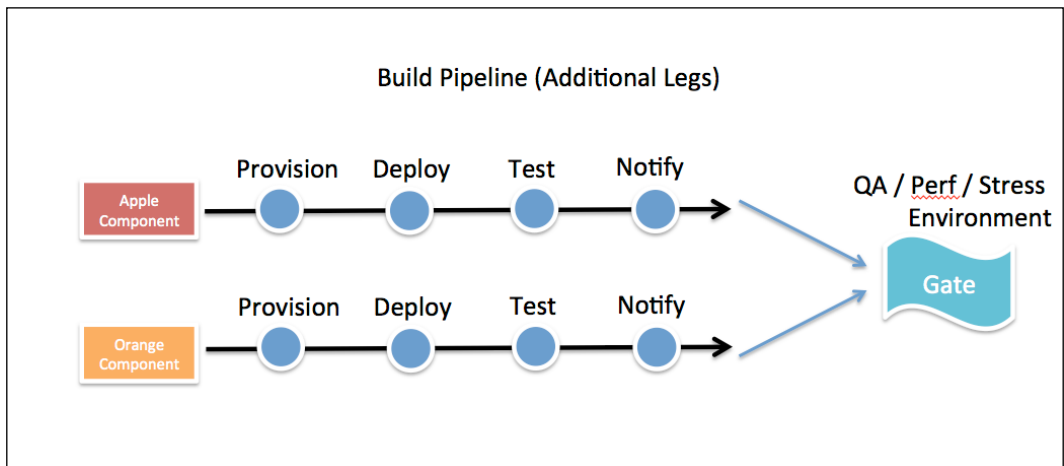 Build Pipeline (Additional Legs)
Provision Deploy Test Notify
Apple
Component
QA / Perf / Stress
Environment
Gate
Provision Deploy Test Notify
Orange
Component